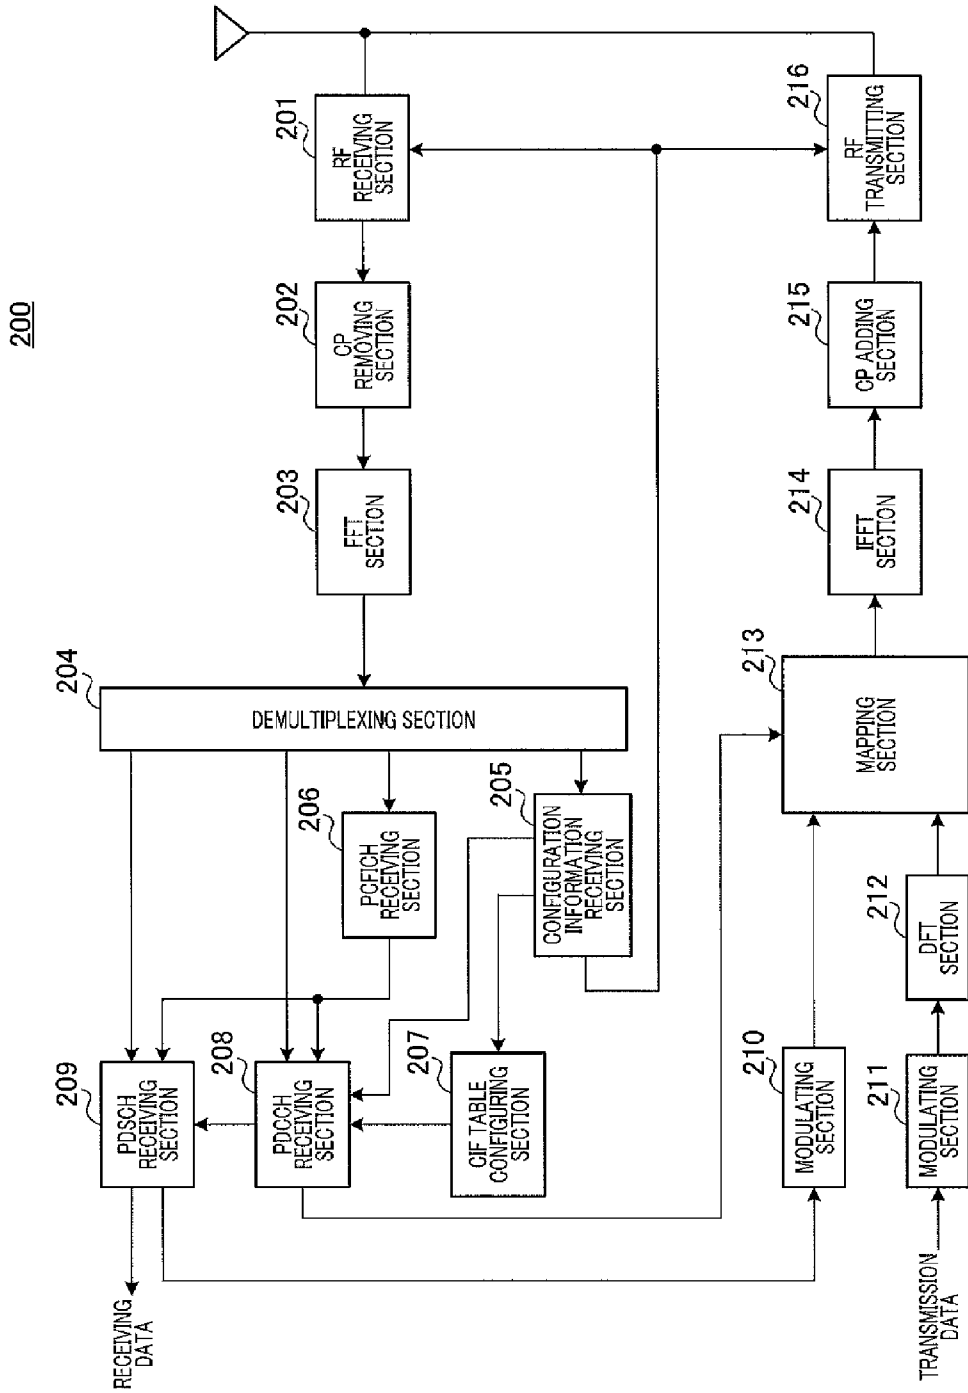 200
201
RF
RECEIVING
SECTION
202
CP
REMOVING
SECTION
203
FFT
SECTION
204
DEMULTIPLEXING SECTION
205
CONFIGURATION
INFORMATION
RECEIVING
SECTION
206
PCFICH
RECEIVING
SECTION
207
CIF TABLE
CONFIGURING
SECTION
208
PDCCH
RECEIVING
SECTION
209
PDSCH
RECEIVING
SECTION
RECEIVING
DATA
210
MODULATING
SECTION
211
MODULATING
SECTION
TRANSMISSION
DATA
212
DFT
SECTION
213
MAPPING
SECTION
214
IFFT
SECTION
215
CP ADDING
SECTION
216
RF
TRANSMITTING
SECTION